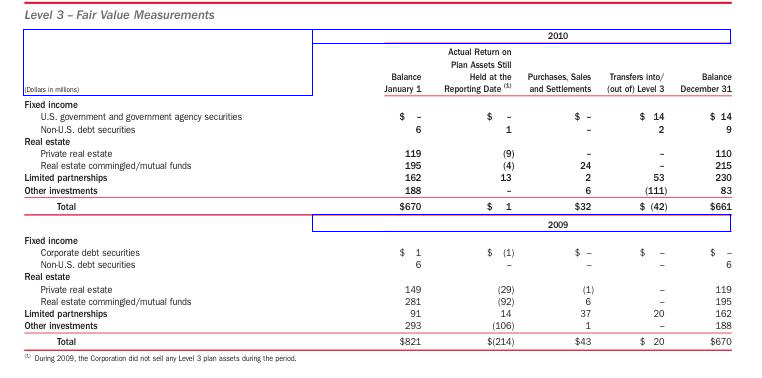 Level 3 – Fair Value Measurements
2010
Actual Return on
Plan Assets Still
Balance Held at the Purchases, Sales Transfers into/ Balance
(Dollars in millions) January 1 Reporting Date (1) and Settlements (out of) Level 3 December 31
Fixed income
U.S. government and government agency securities $ – $ – $ – $ 14 $ 14
Non-U.S. debt securities 6 1 – 2 9
Real estate
Private real estate 119 (9) – – 110
Real estate commingled/mutual funds 195 (4) 24 – 215
Limited partnerships 162 13 2 53 230
Other investments 188 – 6 (111) 83
Total $670 $ 1 $32 $ (42) $661
2009
Fixed income
Corporate debt securities $ 1 $ (1) $ – $ – $ –
Non-U.S. debt securities 6 – – – 6
Real estate
Private real estate 149 (29) (1) – 119
Real estate commingled/mutual funds 281 (92) 6 – 195
Limited partnerships 91 14 37 20 162
Other investments 293 (106) 1 – 188
Total $821 $(214) $43 $ 20 $670
(1) During 2009, the Corporation did not sell any Level 3 plan assets during the period.